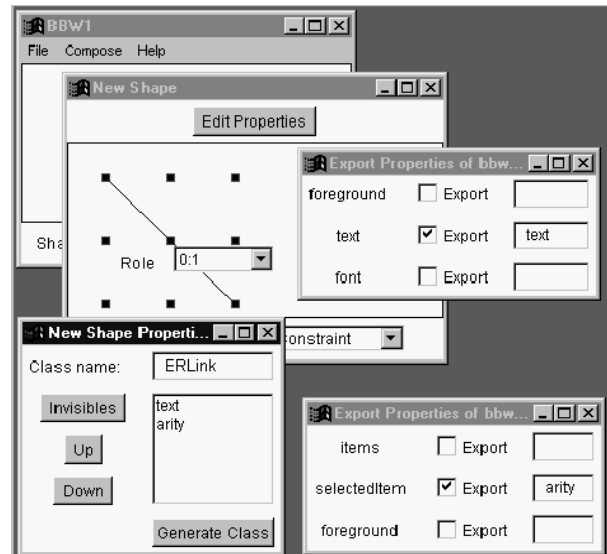 BBW1
File Compose Help
New Shape
Edit Properties
Export Properties of bbw...
foreground Export
text Export text
font Export
Sha
Role 0:1
New Shape Properti...
onstraint
Class name: ERLink
Invisibles
text
arity
Up
Down
Generate Class
Export Properties of bbw...
items Export
selectedItem Export arity
foreground Export